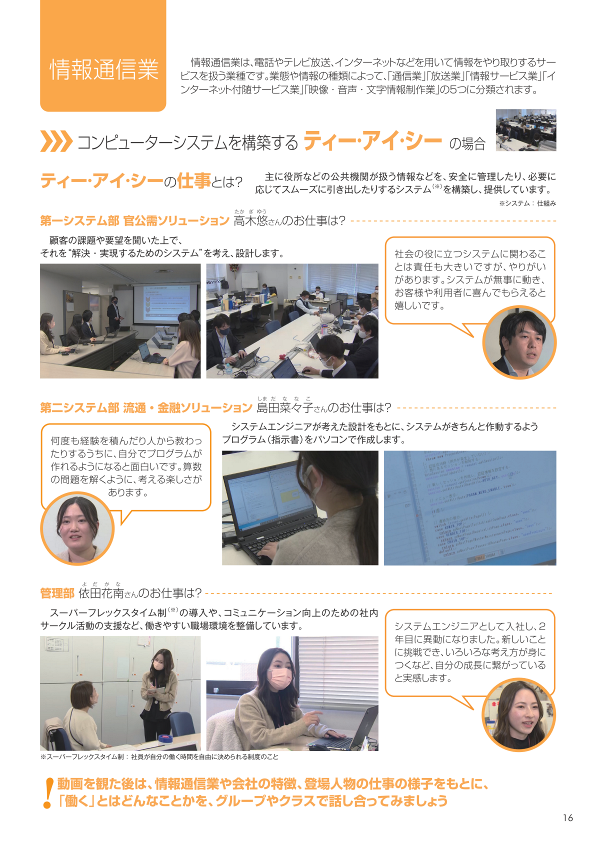 情報通信業
情報通信業は、電話やテレビ放送、インターネットなどを用いて情報をやり取りするサー
ビスを扱う業種です。業態や情報の種類によって、「通信業」「放送業」「情報サービス業」「イ
ンターネット付随サービス業」「映像・音声・文字情報制作業」の5つに分類されます。
コンピューターシステムを構築する ティー・アイ・シー の場合
ティー・アイ・シーの仕事とは?
主に役所などの公共機関が扱う情報などを、安全に管理したり、必要に
応じてスムーズに引き出したりするシステム(※)を構築し、提供しています。
※システム:仕組み
たか ぎ ゆう
第一システム部 官公需ソリューション 高木悠さんのお仕事は?
顧客の課題や要望を聞いた上で、
それを“解決・実現するためのシステム”を考え、設計します。
社会の役に立つシステムに関わるこ
とは責任も大きいですが、やりがい
があります。システムが無事に動き、
お客様や利用者に喜んでもらえると
嬉しいです。
しま だ な な こ
第二システム部 流通・金融ソリューション 島田菜々子さんのお仕事は?
何度も経験を積んだり人から教わっ
たりするうちに、自分でプログラムが
作れるようになると面白いです。算数
の問題を解くように、考える楽しさが
あります。
システムエンジニアが考えた設計をもとに、システムがきちんと作動するよう
プログラム(指示書)をパソコンで作成します。
よ だ か な
管理部 依田花南さんのお仕事は?
スーパーフレックスタイム制(※)の導入や、コミュニケーション向上のための社内
サークル活動の支援など、働きやすい職場環境を整備しています。
システムエンジニアとして入社し、2
年目に異動になりました。新しいこと
に挑戦でき、いろいろな考え方が身に
つくなど、自分の成長に繋がっている
と実感します。
※スーパーフレックスタイム制:社員が自分の働く時間を自由に決められる制度のこと
動画を観た後は、情報通信業や会社の特徴、登場人物の仕事の様子をもとに、
「働く」とはどんなことかを、グループやクラスで話し合ってみましょう
16